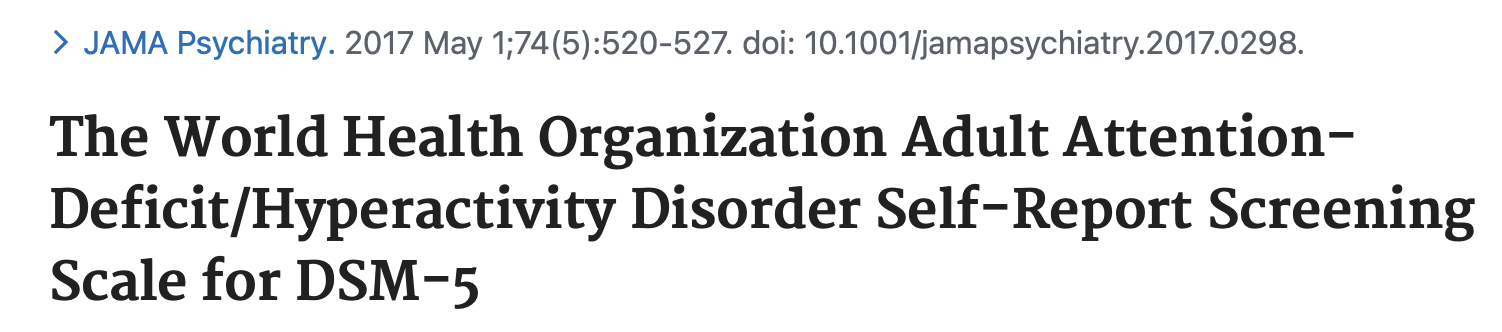 > JAMA Psychiatry. 2017 May 1;74(5):520-527. doi: 10.1001/jamapsychiatry.2017.0298.
The World Health Organization Adult Attention-
Deficit/Hyperactivity Disorder Self-Report Screening
Scale for DSM-5